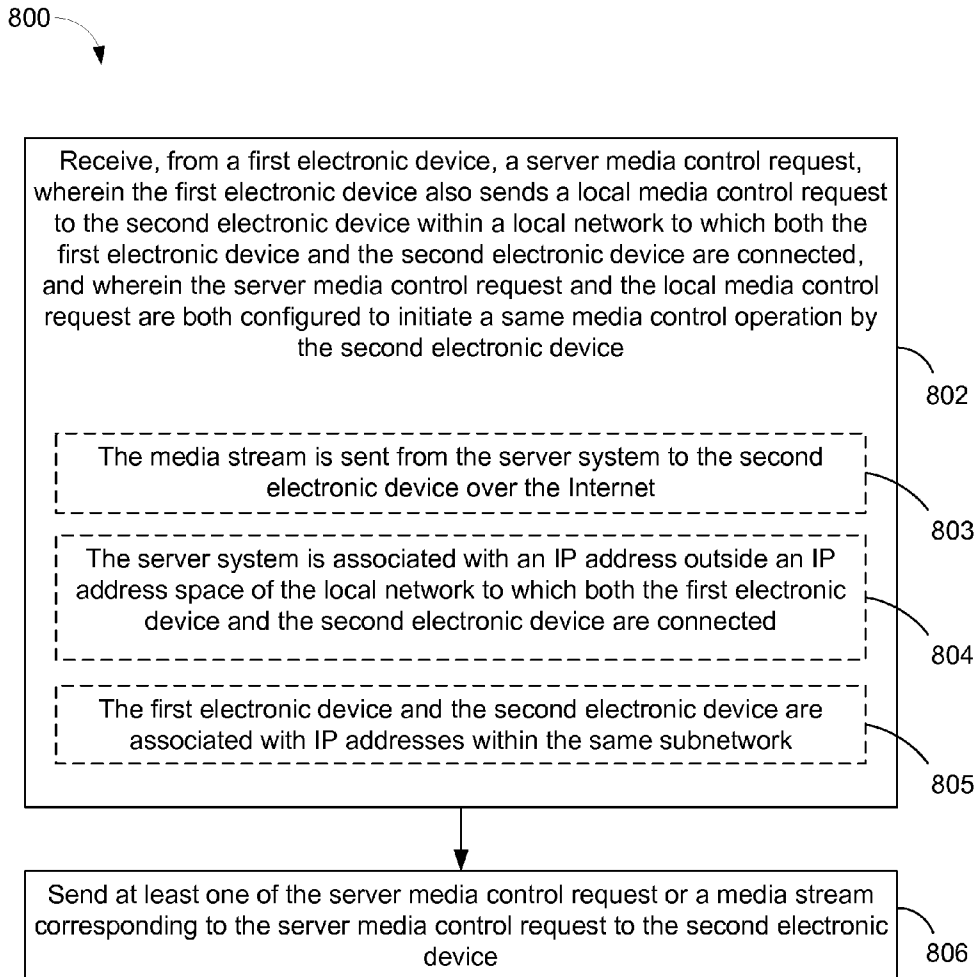 800
Receive, from a first electronic device, a server media control request,
wherein the first electronic device also sends a local media control request
to the second electronic device within a local network to which both the
first electronic device and the second electronic device are connected,
and wherein the server media control request and the local media control
request are both configured to initiate a same media control operation by
the second electronic device
802
The media stream is sent from the server system to the second
electronic device over the Internet
803
The server system is associated with an IP address outside an IP
address space of the local network to which both the first electronic
device and the second electronic device are connected
804
The first electronic device and the second electronic device are
associated with IP addresses within the same subnetwork
805
Send at least one of the server media control request or a media stream
corresponding to the server media control request to the second electronic
device
806